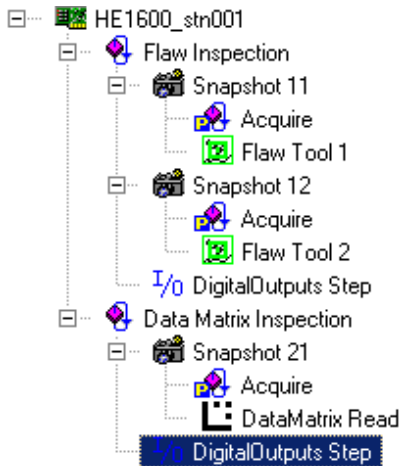 HE1600_stn001
Flaw Inspection
Snapshot 11
P Acquire
Flaw Tool 1
Snapshot 12
P Acquire
Flaw Tool 2
I/O DigitalOutputs Step
Data Matrix Inspection
Snapshot 21
P Acquire
DataMatrix Read
I/O DigitalOutputs Step